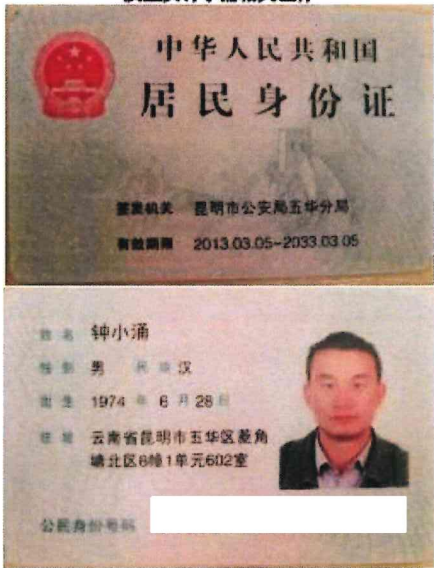 中华人民共和国
居民身份证
签发机关 昆明市公安局五华分局
有效期限 2013.03.05-2033.03.05
姓名 钟小涌
性别 男 民族 汉
出生 1974 年 6 月 28 日
住址 云南省昆明市五华区菱角
塘北区8幢1单元602室
公民身份号码